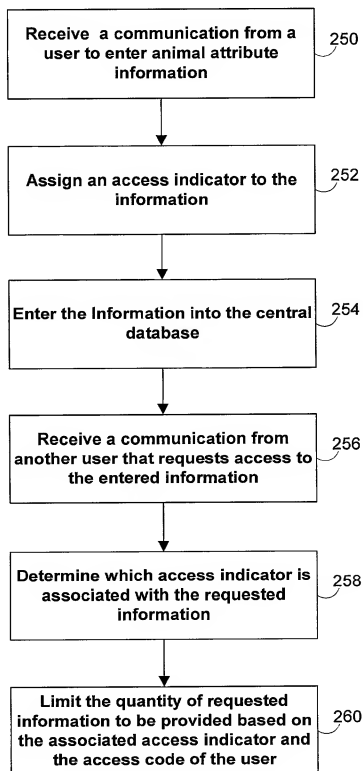 Receive a communication from a
user to enter animal attribute
information
250
Assign an access indicator to the
information
252
Enter the Information into the central
database
254
Receive a communication from
another user that requests access to
the entered information
256
Determine which access indicator is
associated with the requested
information
258
Limit the quantity of requested
information to be provided based on
the associated access indicator and
the access code of the user
260